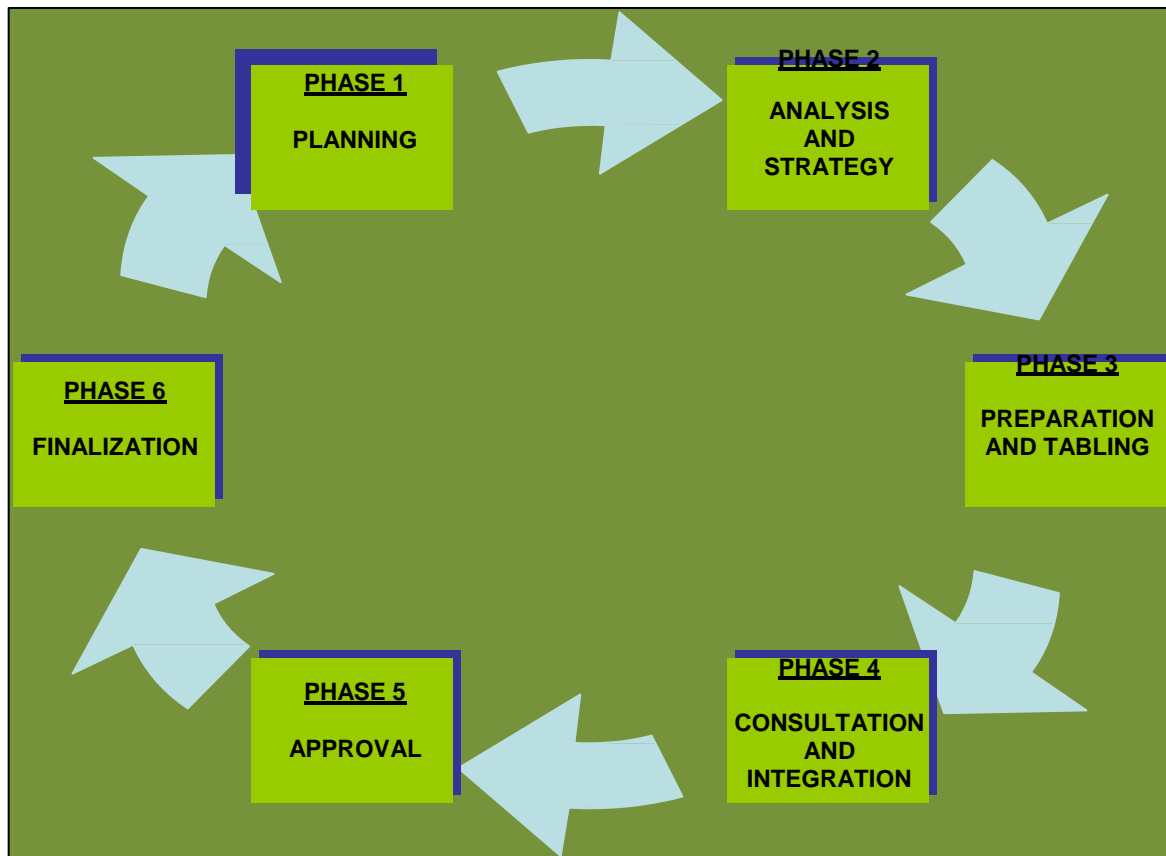 PHASE 1
PLANNING
PHASE 2
ANALYSIS
AND
STRATEGY
PHASE 3
PREPARATION
AND TABLING
PHASE 4
CONSULTATION
AND
INTEGRATION
PHASE 5
APPROVAL
PHASE 6
FINALIZATION